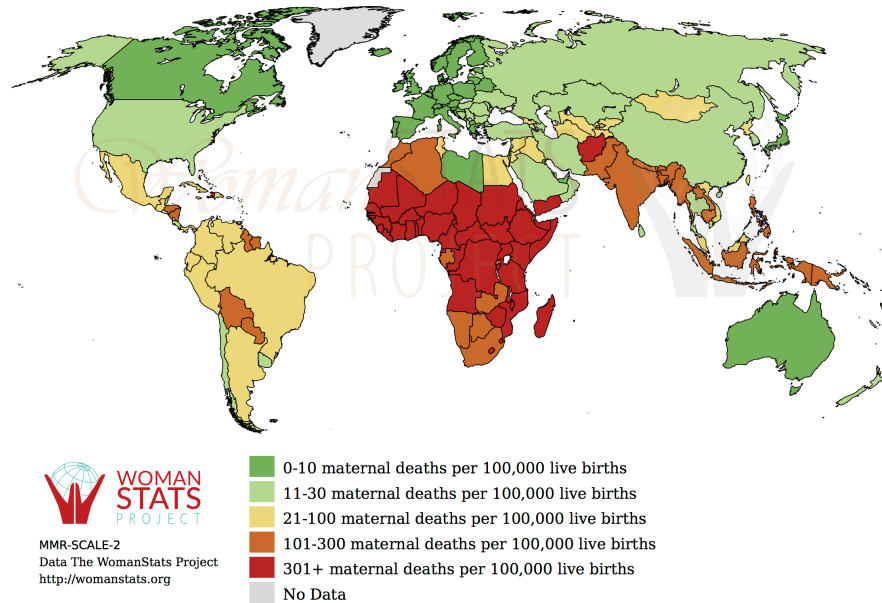 Woman STATS
PROJECT
WOMAN
STATS
PROJECT
MMR-SCALE-2
Data The WomanStats Project
http://womanstats.org
0-10 maternal deaths per 100,000 live births
11-30 maternal deaths per 100,000 live births
21-100 maternal deaths per 100,000 live births
101-300 maternal deaths per 100,000 live births
301+ maternal deaths per 100,000 live births
No Data